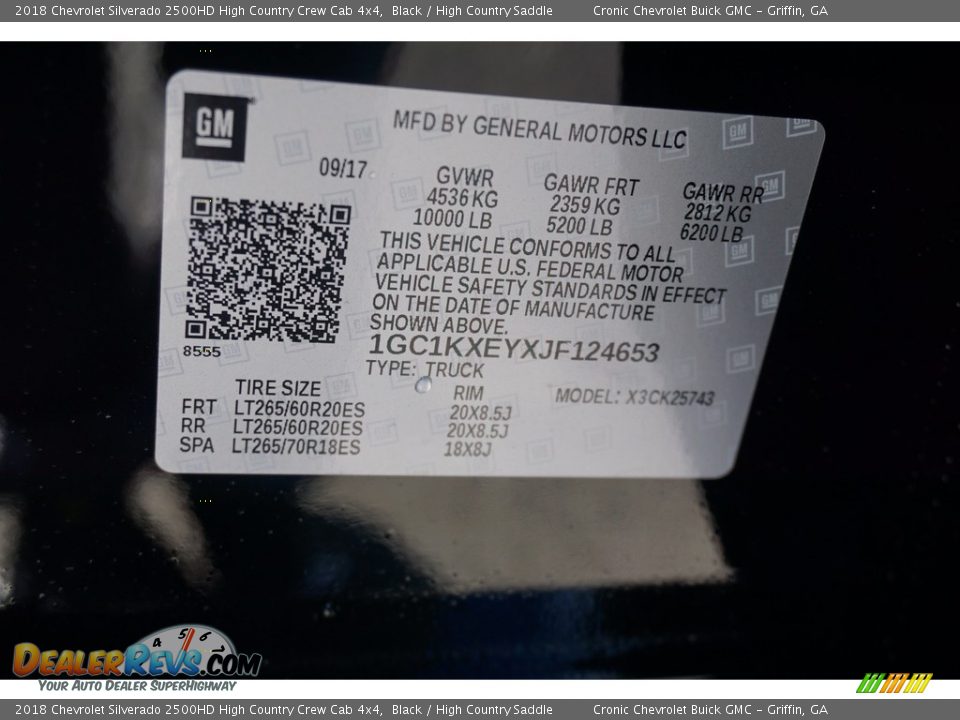 2018 Chevrolet Silverado 2500HD High Country Crew Cab 4x4, Black / High Country Saddle Cronic Chevrolet Buick GMC – Griffin, GA
GM
MFD BY GENERAL MOTORS LLC
09/17
GVWR GAWR FRT GAWR RR
4536 KG 2359 KG 2812 KG
10000 LB 5200 LB 6200 LB
THIS VEHICLE CONFORMS TO ALL
APPLICABLE U.S. FEDERAL MOTOR
VEHICLE SAFETY STANDARDS IN EFFECT
ON THE DATE OF MANUFACTURE
SHOWN ABOVE.
8555
1GC1KXEYXJF124653
TYPE: TRUCK
TIRE SIZE RIM MODEL: X3CK25743
FRT LT265/60R20ES 20X8.5J
RR LT265/60R20ES 20X8.5J
SPA LT265/70R18ES 18X8J
4 5 6
DEALERREVS.COM
YOUR AUTO DEALER SUPERHIGHWAY
2018 Chevrolet Silverado 2500HD High Country Crew Cab 4x4, Black / High Country Saddle Cronic Chevrolet Buick GMC – Griffin, GA